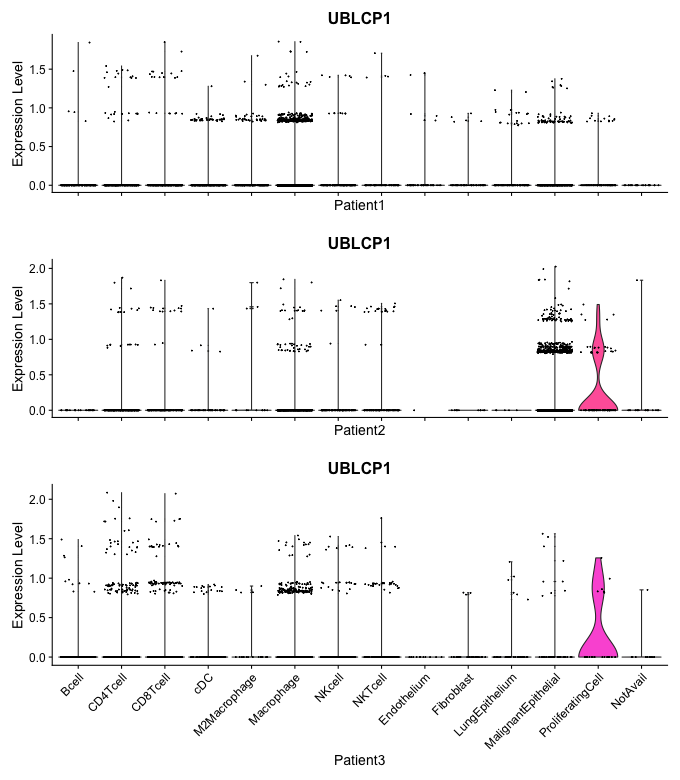 UBLCP1
Expression Level
1.5
1.0
0.5
0.0
Patient1
UBLCP1
Expression Level
2.0
1.5
1.0
0.5
0.0
Patient2
UBLCP1
Expression Level
2.0
1.5
1.0
0.5
0.0
Bcell
CD4Tcell
CD8Tcell
cDC
M2Macrophage
Macrophage
NKcell
NKTcell
Endothelium
Fibroblast
LungEpithelium
MalignantEpithelial
ProliferatingCell
NotAvail
Patient3